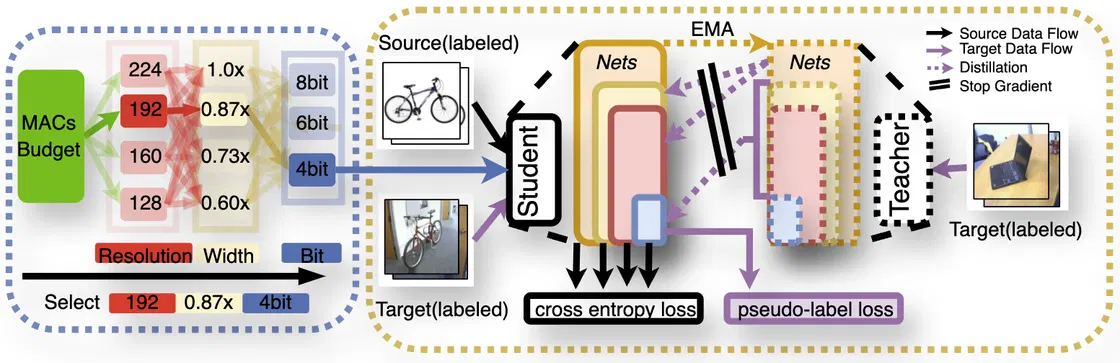 MACs
Budget
224
192
160
128
1.0x
0.87x
0.73x
0.60x
8bit
6bit
4bit
Resolution
Width
Bit
Select
192
0.87x
4bit
Source(labeled)
Target(labeled)
Student
Nets
EMA
Nets
Teacher
Source Data Flow
Target Data Flow
Distillation
Stop Gradient
Target(labeled)
cross entropy loss
pseudo-label loss